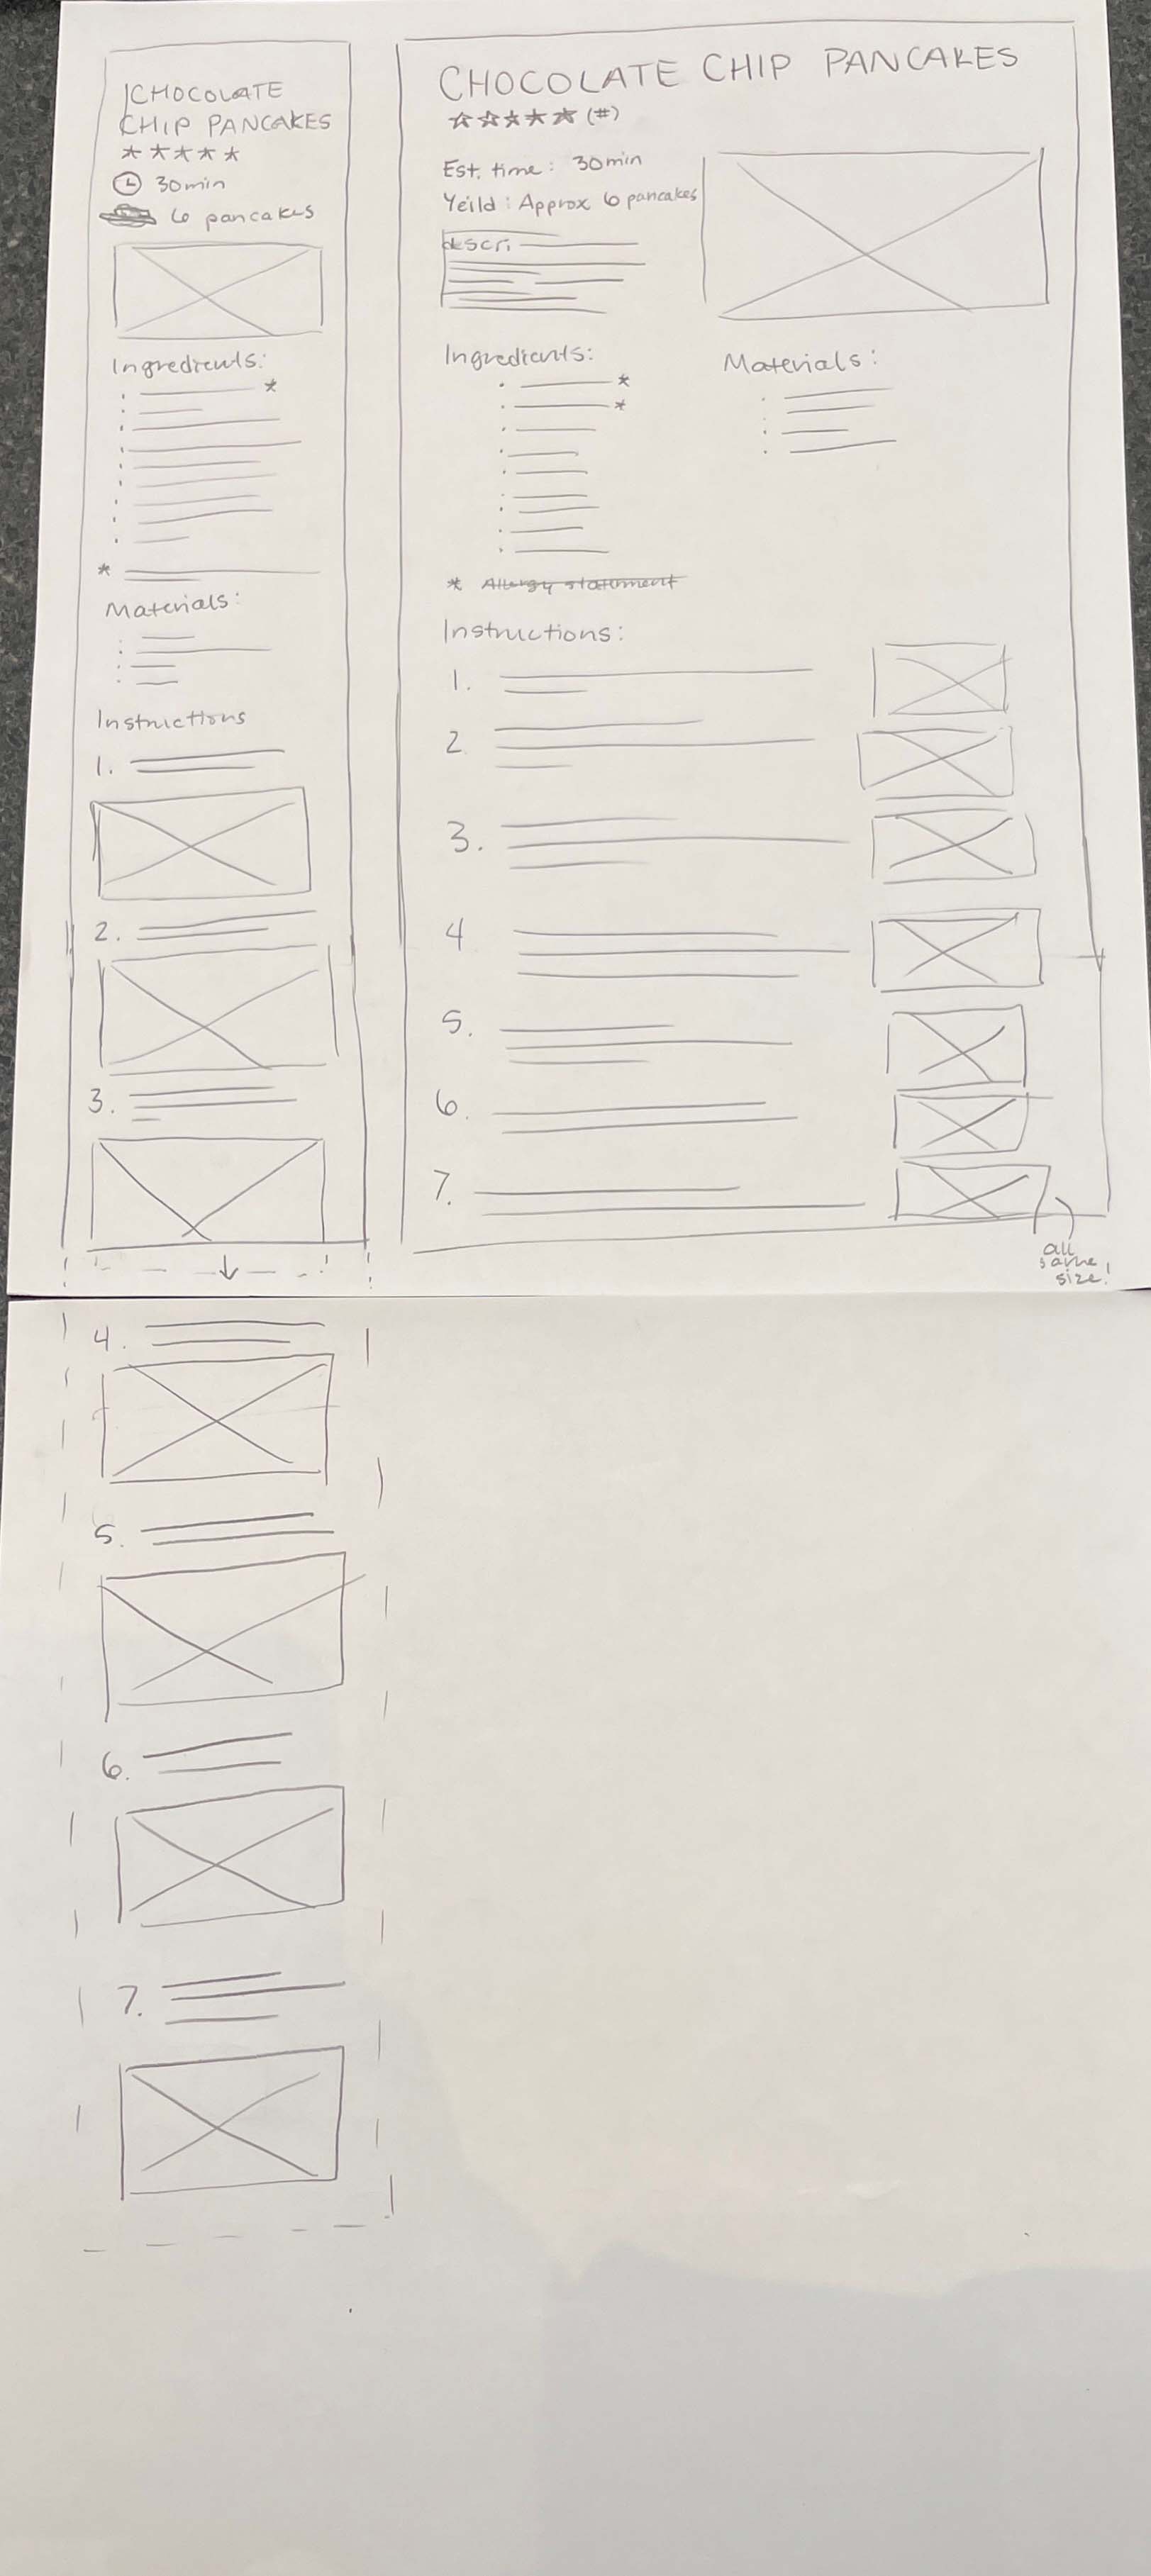 CHOCOLATE
CHIP PANCAKES
30min
6 pancakes
Ingredients:
*
*
Materials:
Instructions
1.
2.
3.
4.
5.
6.
7.
CHOCOLATE CHIP PANCAKES
(#)
Est. time: 30min
Yeild: Approx 6 pancakes
descri
Ingredients:
*
*
* Allergy statement
Materials:
Instructions:
1.
2.
3.
4
5.
6.
7.
all
same
size!